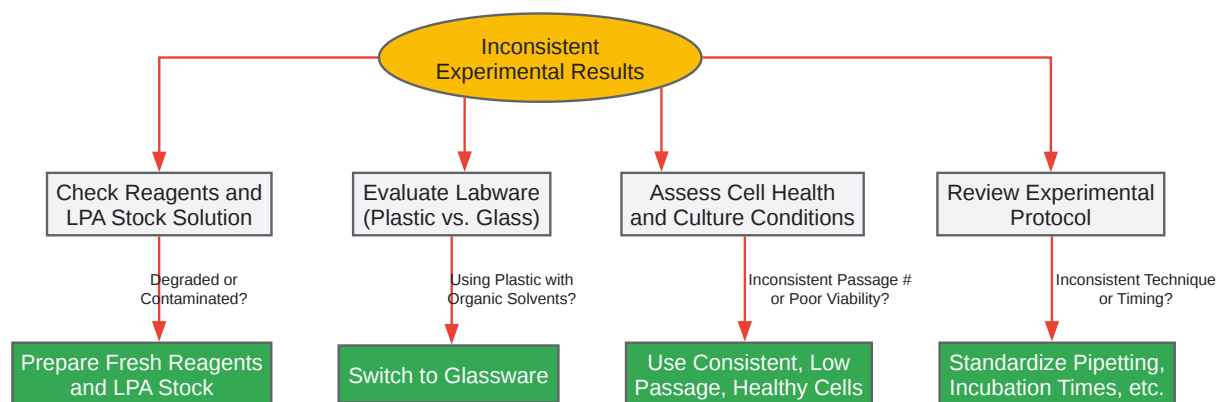 Inconsistent
Experimental Results
Check Reagents and
LPA Stock Solution
Evaluate Labware
(Plastic vs. Glass)
Assess Cell Health
and Culture Conditions
Review Experimental
Protocol
Degraded or
Contaminated?
Using Plastic with
Organic Solvents?
Inconsistent Passage #
or Poor Viability?
Inconsistent Technique
or Timing?
Prepare Fresh Reagents
and LPA Stock
Switch to Glassware
Use Consistent, Low
Passage, Healthy Cells
Standardize Pipetting,
Incubation Times, etc.